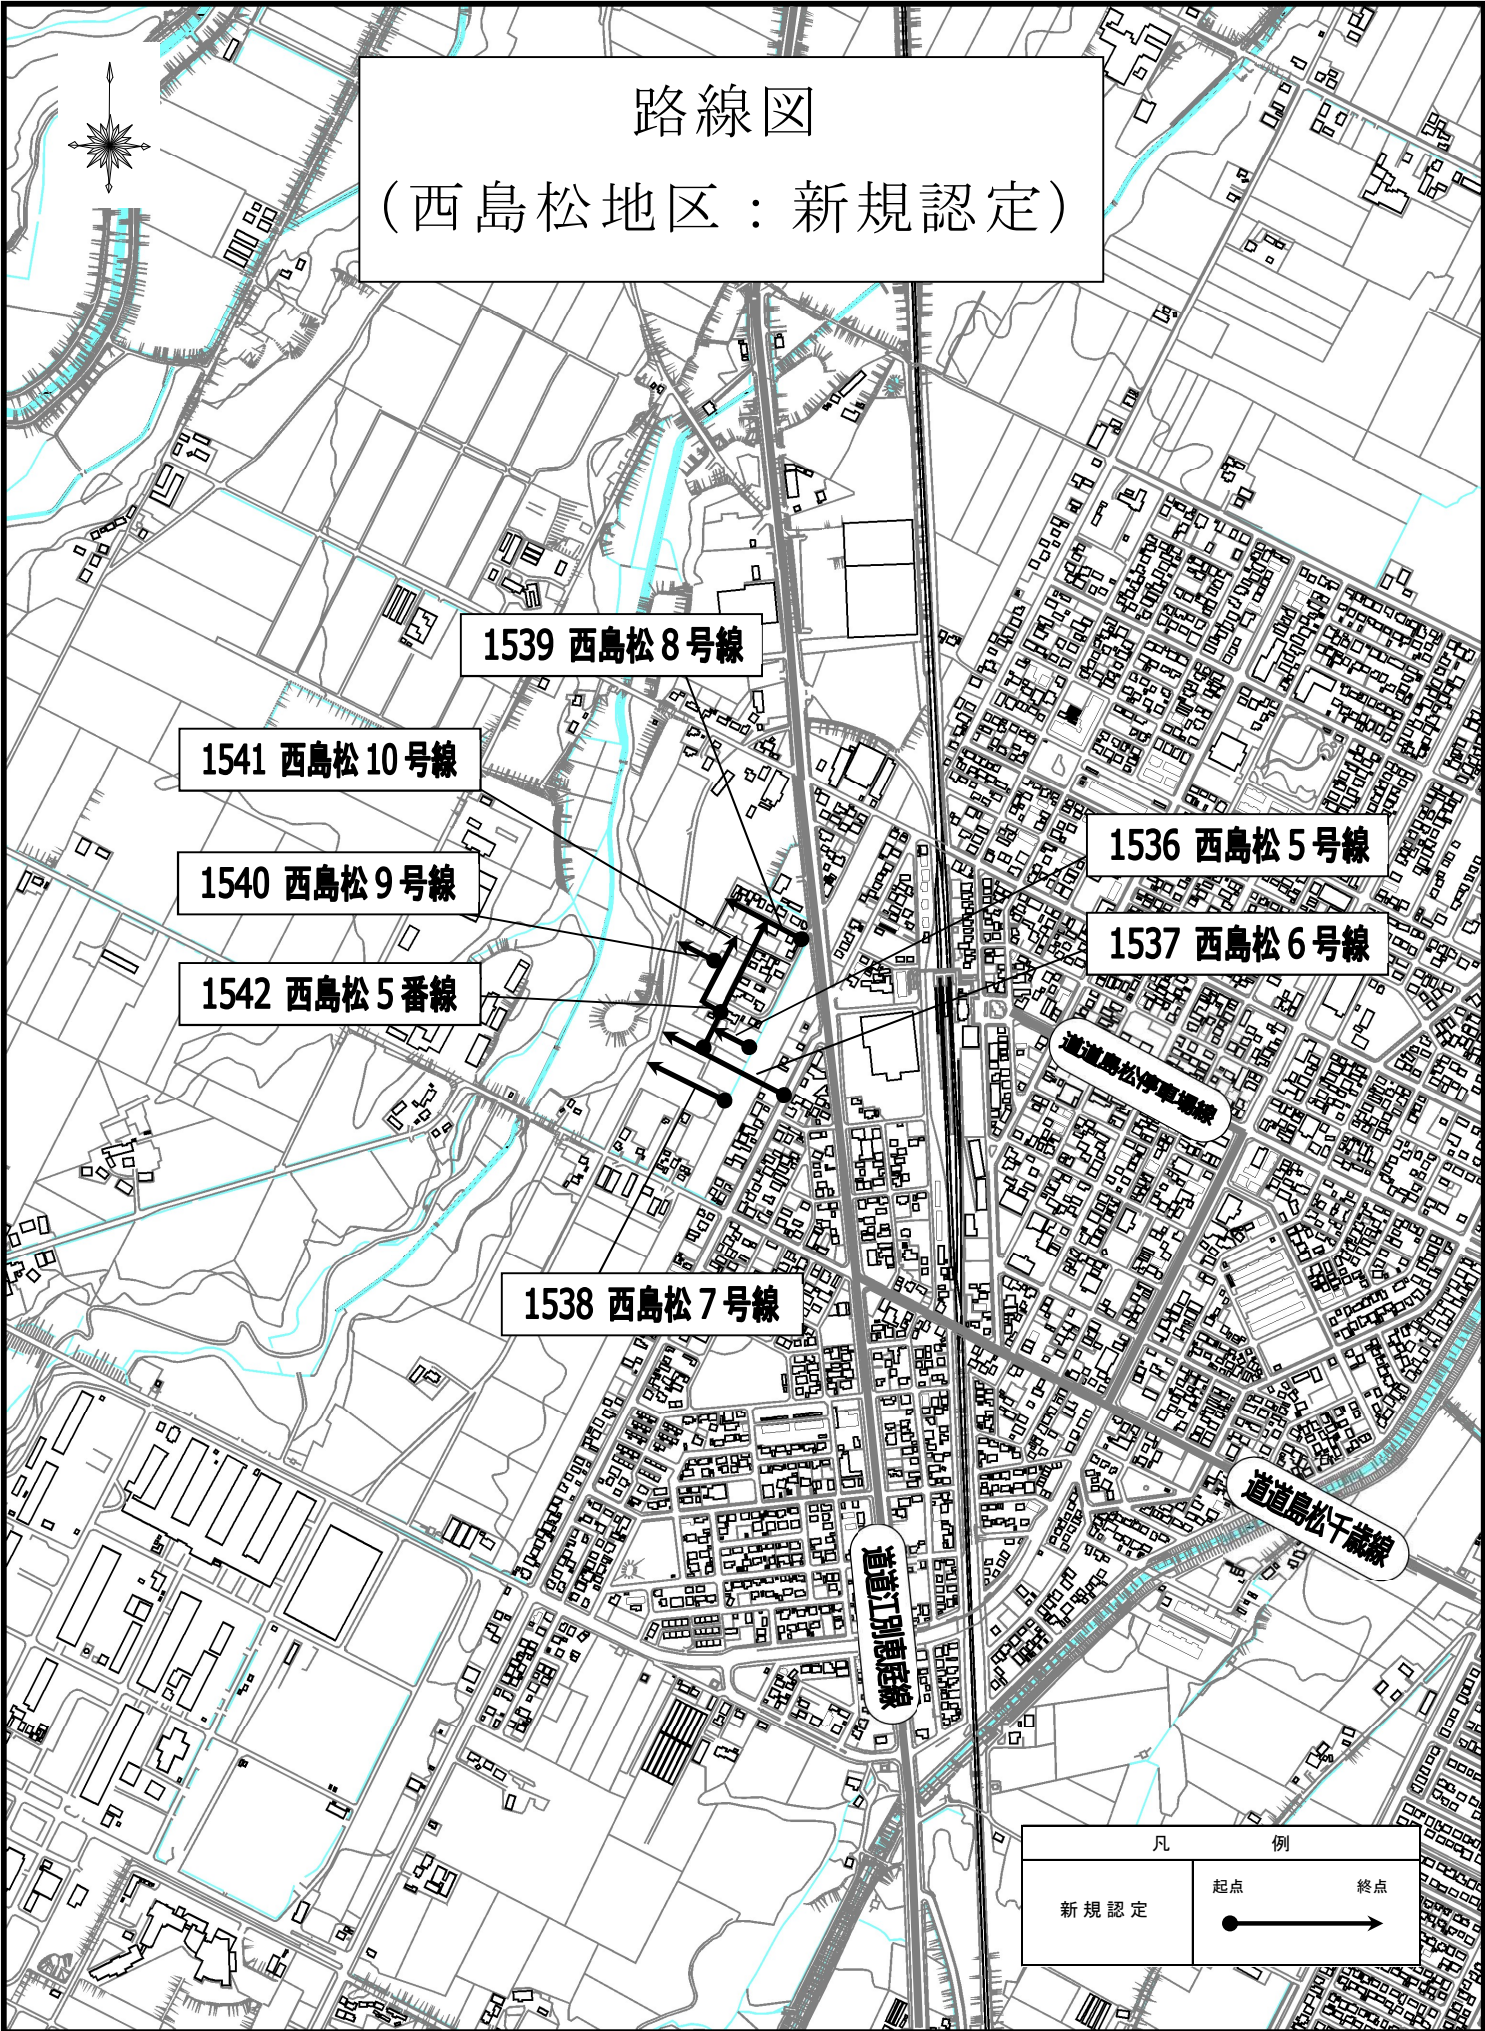 路線図
（西島松地区：新規認定）
1539 西島松８号線
1541 西島松10号線
1536 西島松５号線
1540 西島松９号線
1537 西島松６号線
1542 西島松５番線
道道島松停車場線
1538 西島松７号線
道道島松千歳線
道道江別恵庭線
凡 例
新規認定
起点 終点